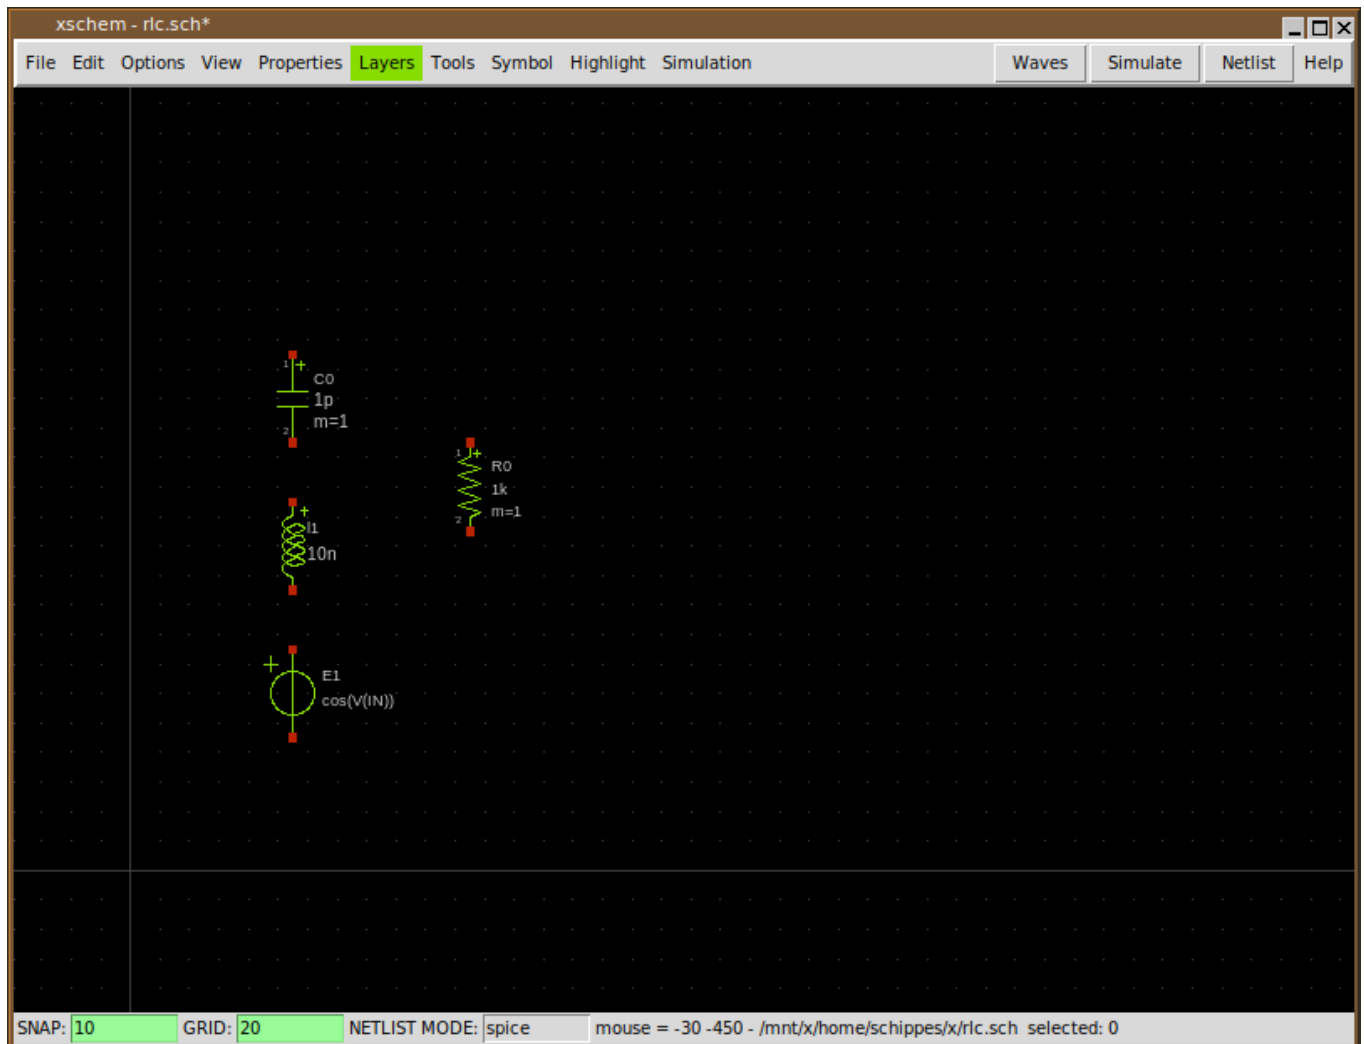 xschem - rlc.sch*
File Edit Options View Properties Layers Tools Symbol Highlight Simulation Waves Simulate Netlist Help
1 +
C0
1p
m=1
2
1 +
R0
1k
m=1
2
+
l1
10n
+
E1
cos(V(IN))
SNAP: 10 GRID: 20 NETLIST MODE: spice mouse = -30 -450 - /mnt/x/home/schippes/x/rlc.sch selected: 0